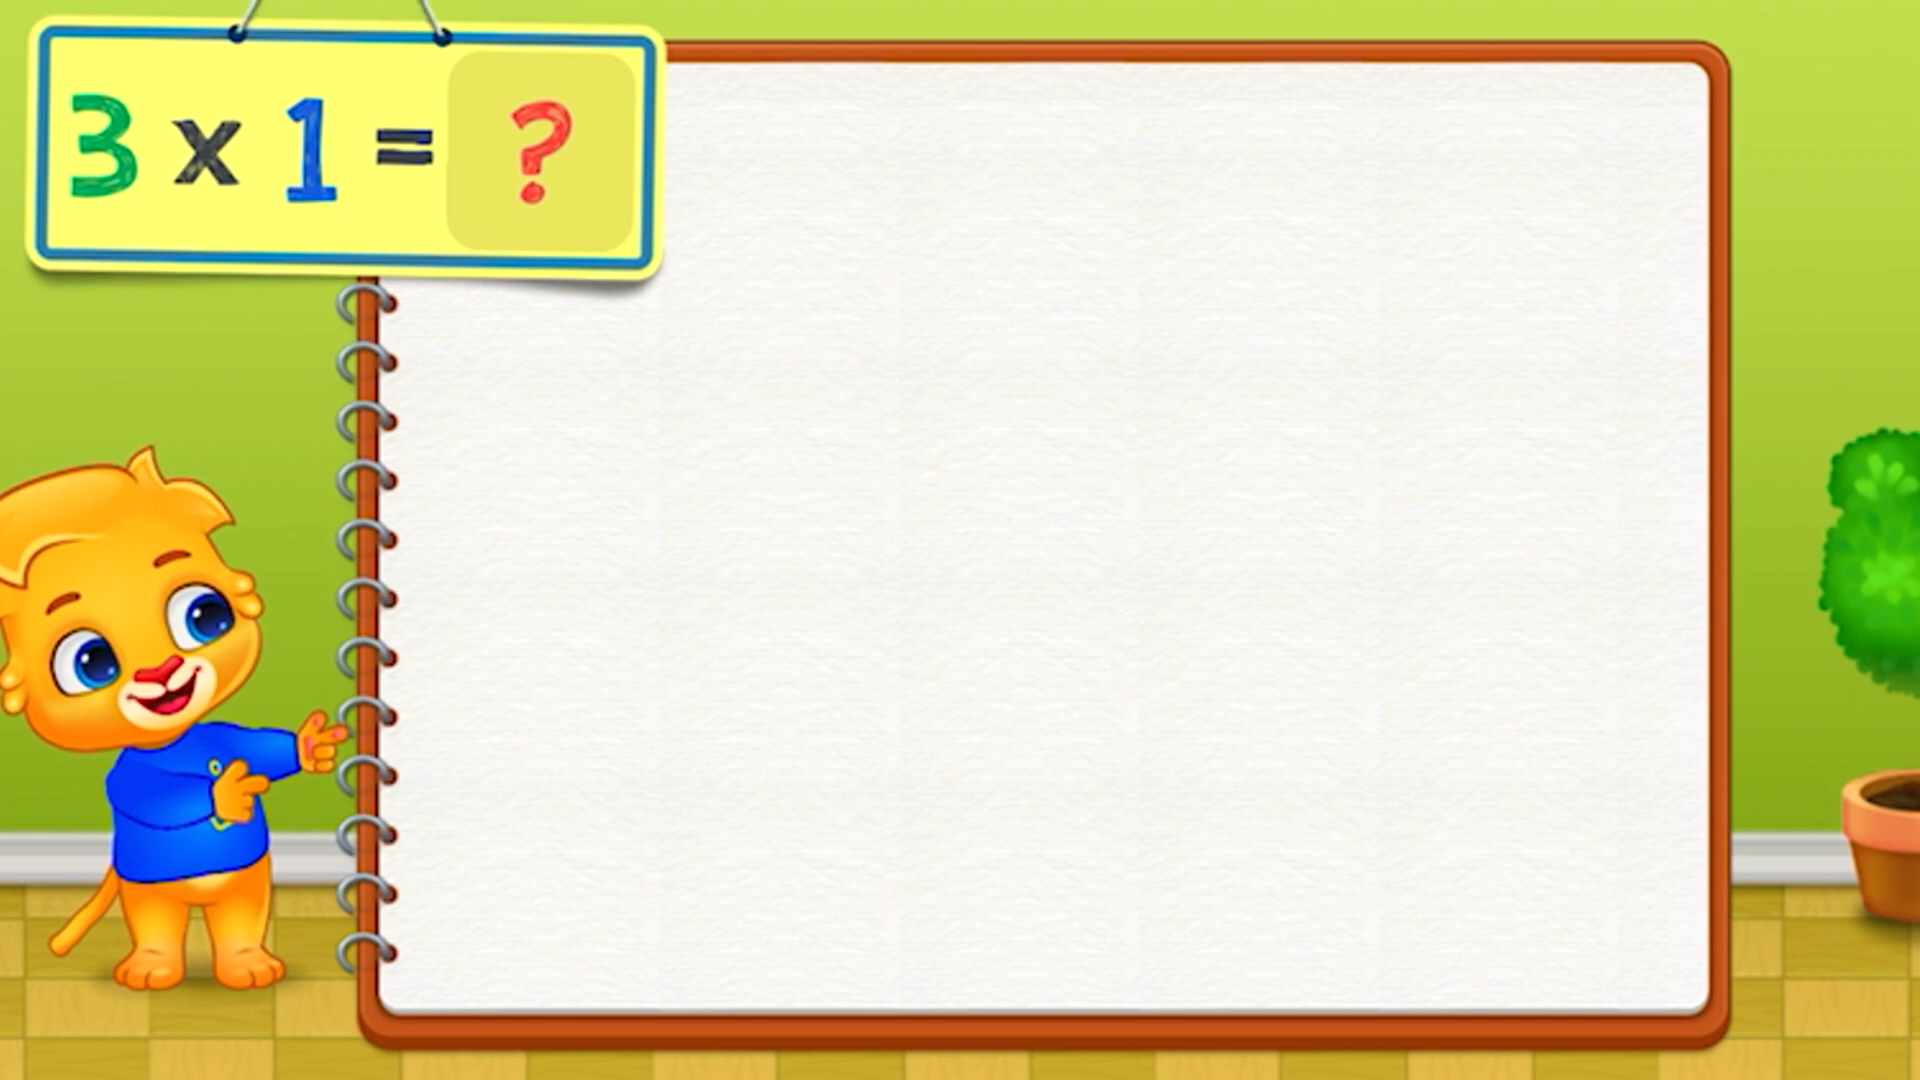 3 x 1 = ?